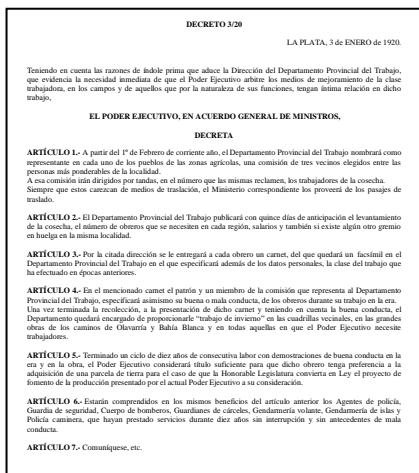 DECRETO 3/20
LA PLATA, 3 de ENERO de 1920.
Teniendo en cuenta las razones de índole prima que aduce la Dirección del Departamento Provincial del Trabajo,
que evidencia la necesidad inmediata de que el Poder Ejecutivo arbitre los medios de mejoramiento de la clase
trabajadora, en los campos y de aquellos que por la naturaleza de sus funciones, tengan íntima relación en dicho
trabajo,
EL PODER EJECUTIVO, EN ACUERDO GENERAL DE MINISTROS,
DECRETA
ARTÍCULO 1.- A partir del 1º de Febrero de corriente año, el Departamento Provincial del Trabajo nombrará como
representante en cada uno de los pueblos de las zonas agrícolas, una comisión de tres vecinos elegidos entre las
personas más ponderables de la localidad.
A esa comisión irán dirigidos por tandas, en el número que las mismas reclamen, los trabajadores de la cosecha.
Siempre que estos carezcan de medios de traslación, el Ministerio correspondiente los proveerá de los pasajes de
traslado.
ARTÍCULO 2.- El Departamento Provincial del Trabajo publicará con quince días de anticipación el levantamiento
de la cosecha, el número de obreros que se necesiten en cada región, salarios y también si existe algún otro gremio
en huelga en la misma localidad.
ARTÍCULO 3.- Por la citada dirección se le entregará a cada obrero un carnet, del que quedará un facsímil en el
Departamento Provincial del Trabajo en el que especificará además de los datos personales, la clase del trabajo que
ha efectuado en épocas anteriores.
ARTÍCULO 4.- En el mencionado carnet el patrón y un miembro de la comisión que representa al Departamento
Provincial del Trabajo, especificará asimismo su buena o mala conducta, de los obreros durante su trabajo en la era.
Una vez terminada la recolección, a la presentación de dicho carnet y teniendo en cuenta la buena conducta, el
Departamento quedará encargado de proporcionarle “trabajo de invierno” en las cuadrillas vecinales, en las grandes
obras de los caminos de Olavarría y Bahía Blanca y en todas aquellas en que el Poder Ejecutivo necesite
trabajadores.
ARTÍCULO 5.- Terminado un ciclo de diez años de consecutiva labor con demostraciones de buena conducta en la
era y en la obra, el Poder Ejecutivo considerará título suficiente para que dicho obrero tenga preferencia a la
adquisición de una parcela de tierra para el caso de que la Honorable Legislatura convierta en Ley el proyecto de
fomento de la producción presentado por el actual Poder Ejecutivo a su consideración.
ARTÍCULO 6.- Estarán comprendidos en los mismos beneficios del artículo anterior los Agentes de policía,
Guardia de seguridad, Cuerpo de bomberos, Guardianes de cárceles, Gendarmería volante, Gendarmería de islas y
Policía caminera, que hayan prestado servicios durante diez años sin interrupción y sin antecedentes de mala
conducta.
ARTÍCULO 7.- Comuníquese, etc.